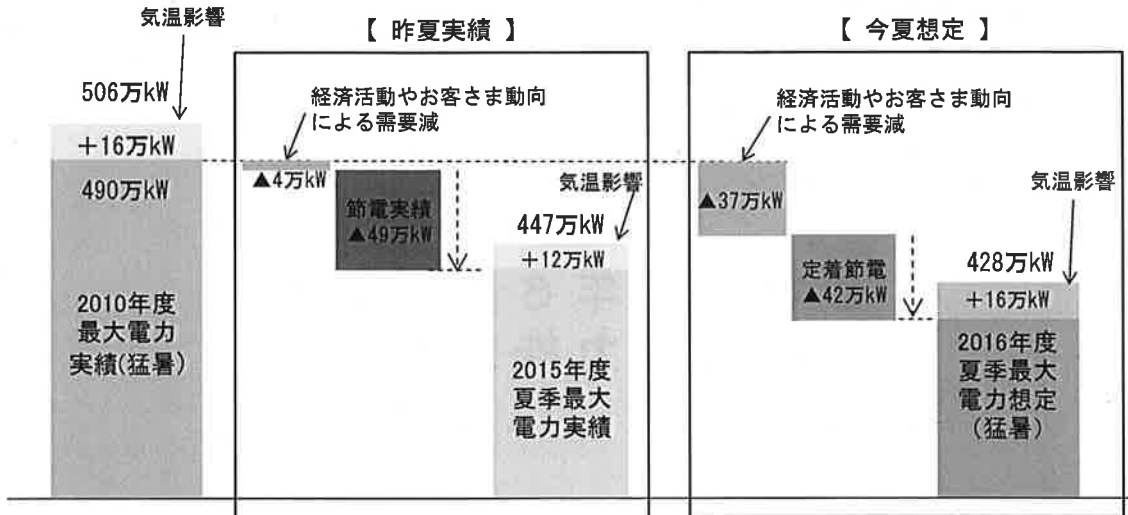 気温影響
506万kW
+16万kW
490万kW
2010年度
最大電力
実績(猛暑)
【 昨夏実績 】
経済活動やお客さま動向
による需要減
▲4万kW
節電実績
▲49万kW
気温影響
447万kW
+12万kW
2015年度
夏季最大
電力実績
【 今夏想定 】
経済活動やお客さま動向
による需要減
▲37万kW
定着節電
▲42万kW
気温影響
428万kW
+16万kW
2016年度
夏季最大
電力想定
(猛暑)